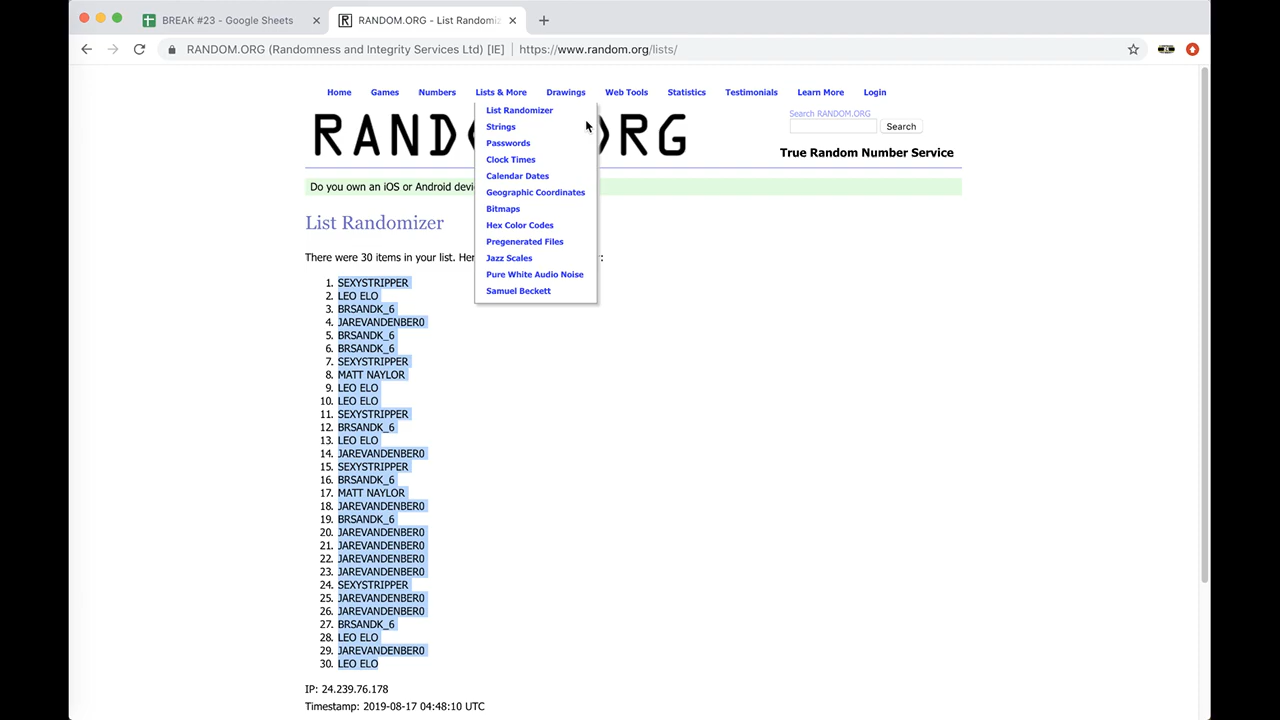 BREAK #23 - Google Sheets
RANDOM.ORG - List Randomiz
RANDOM.ORG (Randomness and Integrity Services Ltd) [IE] https://www.random.org/lists/
Home Games Numbers Lists & More Drawings Web Tools Statistics Testimonials Learn More Login
List Randomizer
Strings
Passwords
Clock Times
Calendar Dates
Geographic Coordinates
Bitmaps
Hex Color Codes
Pregenerated Files
Jazz Scales
Pure White Audio Noise
Samuel Beckett
RAND RG
Search RANDOM.ORG
Search
True Random Number Service
Do you own an iOS or Android devi
List Randomizer
There were 30 items in your list. Her :
1. SEXYSTRIPPER
2. LEO ELO
3. BRSANDK_6
4. JAREVANDENBER0
5. BRSANDK_6
6. BRSANDK_6
7. SEXYSTRIPPER
8. MATT NAYLOR
9. LEO ELO
10. LEO ELO
11. SEXYSTRIPPER
12. BRSANDK_6
13. LEO ELO
14. JAREVANDENBER0
15. SEXYSTRIPPER
16. BRSANDK_6
17. MATT NAYLOR
18. JAREVANDENBER0
19. BRSANDK_6
20. JAREVANDENBER0
21. JAREVANDENBER0
22. JAREVANDENBER0
23. JAREVANDENBER0
24. SEXYSTRIPPER
25. JAREVANDENBER0
26. JAREVANDENBER0
27. BRSANDK_6
28. LEO ELO
29. JAREVANDENBER0
30. LEO ELO
IP: 24.239.76.178
Timestamp: 2019-08-17 04:48:10 UTC